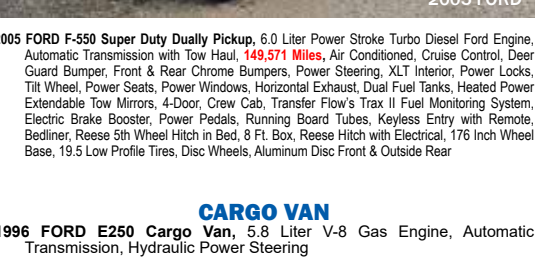 2005 FORD
2005 FORD F-550 Super Duty Dually Pickup, 6.0 Liter Power Stroke Turbo Diesel Ford Engine,
Automatic Transmission with Tow Haul, 149,571 Miles, Air Conditioned, Cruise Control, Deer
Guard Bumper, Front & Rear Chrome Bumpers, Power Steering, XLT Interior, Power Locks,
Tilt Wheel, Power Seats, Power Windows, Horizontal Exhaust, Dual Fuel Tanks, Heated Power
Extendable Tow Mirrors, 4-Door, Crew Cab, Transfer Flow's Trax II Fuel Monitoring System,
Electric Brake Booster, Power Pedals, Running Board Tubes, Keyless Entry with Remote,
Bedliner, Reese 5th Wheel Hitch in Bed, 8 Ft. Box, Reese Hitch with Electrical, 176 Inch Wheel
Base, 19.5 Low Profile Tires, Disc Wheels, Aluminum Disc Front & Outside Rear
CARGO VAN
1996 FORD E250 Cargo Van, 5.8 Liter V-8 Gas Engine, Automatic
Transmission, Hydraulic Power Steering